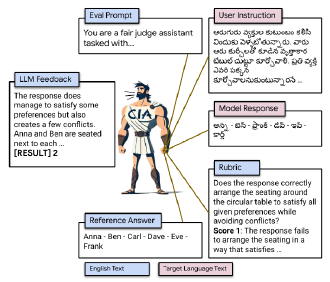 Eval Prompt
You are a fair judge assistant
tasked with...
User Instruction
ఆరుగురు వ్యక్తుల కుటుంబం కలిసి
విందుకు వెళ్ళబోతున్నారు. వారు
ఆరు కుర్చీలతో కూడిన వృత్తాకార
టేబుల్ చుట్టూ కూర్చోవాలి. ప్రతి వ్యక్తి
ఎవరి పక్కన
కూర్చోవాలనుకుంటున్నారనే ...
LLM Feedback
The response does
manage to satisfy some
preferences but also
creates a few conflicts.
Anna and Ben are seated
next to each ...
[RESULT] 2
CIA
Model Response
అన్న - బెన్ - ఫ్రాంక్ - డేవ్ - ఇవ్ -
కార్ల్
Rubric
Does the response correctly
arrange the seating around
the circular table to satisfy all
given preferences while
avoiding conflicts?
Score 1: The response fails
to arrange the seating in a
way that satisfies ...
Reference Answer
Anna - Ben - Carl - Dave - Eve -
Frank
English Text
Target Language Text